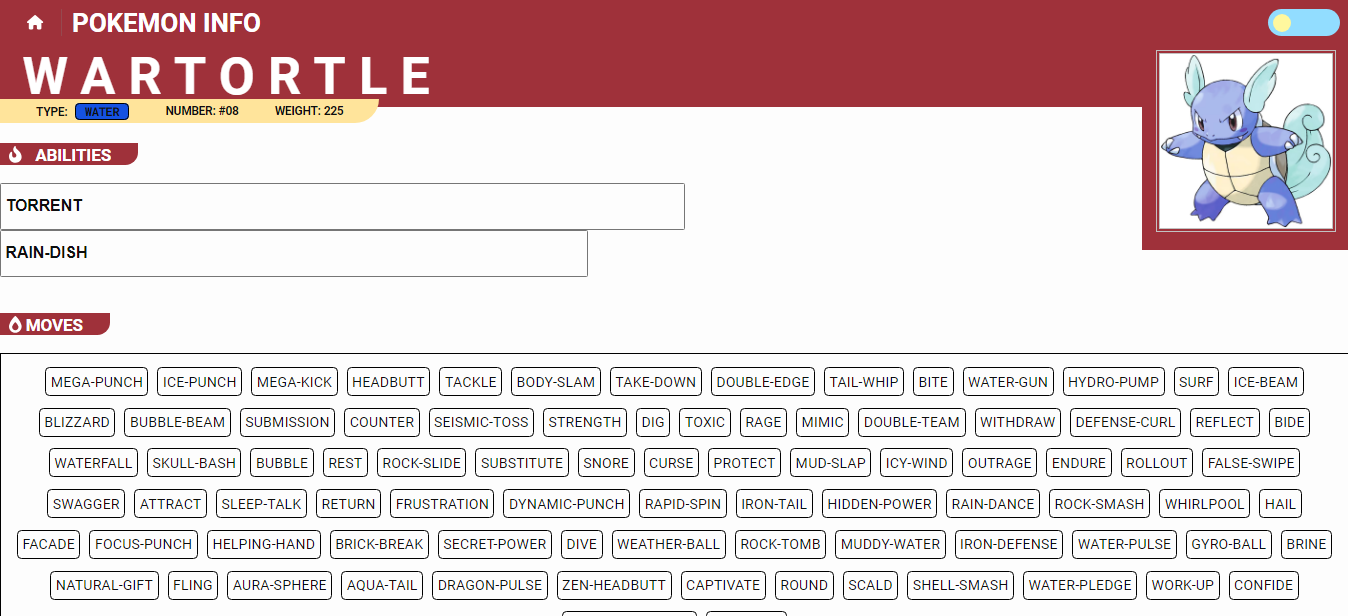 POKEMON INFO
WARTORTLE
TYPE: WATER NUMBER: #08 WEIGHT: 225
ABILITIES
TORRENT
RAIN-DISH
MOVES
MEGA-PUNCH ICE-PUNCH MEGA-KICK HEADBUTT TACKLE BODY-SLAM TAKE-DOWN DOUBLE-EDGE TAIL-WHIP BITE WATER-GUN HYDRO-PUMP SURF ICE-BEAM
BLIZZARD BUBBLE-BEAM SUBMISSION COUNTER SEISMIC-TOSS STRENGTH DIG TOXIC RAGE MIMIC DOUBLE-TEAM WITHDRAW DEFENSE-CURL REFLECT BIDE
WATERFALL SKULL-BASH BUBBLE REST ROCK-SLIDE SUBSTITUTE SNORE CURSE PROTECT MUD-SLAP ICY-WIND OUTRAGE ENDURE ROLLOUT FALSE-SWIPE
SWAGGER ATTRACT SLEEP-TALK RETURN FRUSTRATION DYNAMIC-PUNCH RAPID-SPIN IRON-TAIL HIDDEN-POWER RAIN-DANCE ROCK-SMASH WHIRLPOOL HAIL
FACADE FOCUS-PUNCH HELPING-HAND BRICK-BREAK SECRET-POWER DIVE WEATHER-BALL ROCK-TOMB MUDDY-WATER IRON-DEFENSE WATER-PULSE GYRO-BALL BRINE
NATURAL-GIFT FLING AURA-SPHERE AQUA-TAIL DRAGON-PULSE ZEN-HEADBUTT CAPTIVATE ROUND SCALD SHELL-SMASH WATER-PLEDGE WORK-UP CONFIDE